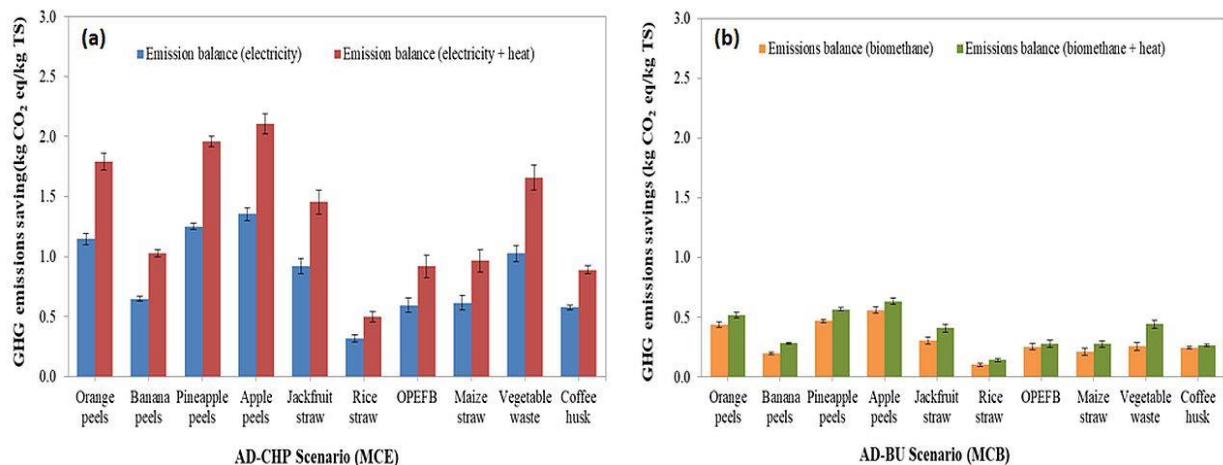 (a)
Emission balance (electricity)
Emission balance (electricity + heat)
GHG emissions saving(kg CO₂ eq/kg TS)
3.0
2.5
2.0
1.5
1.0
0.5
0.0
Orange peels
Banana peels
Pineapple peels
Apple peels
Jackfruit straw
Rice straw
OPEFB
Maize straw
Vegetable waste
Coffee husk
AD-CHP Scenario (MCE)
(b)
Emissions balance (biomethane)
Emissions balance (biomethane + heat)
GHG emissions savings (kg CO₂ eq/kg TS)
3.0
2.5
2.0
1.5
1.0
0.5
0.0
Orange peels
Banana peels
Pineapple peels
Apple peels
Jackfruit straw
Rice straw
OPEFB
Maize straw
Vegetable waste
Coffee husk
AD-BU Scenario (MCB)